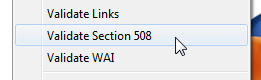 Validate Links
Validate Section 508
Validate WAI